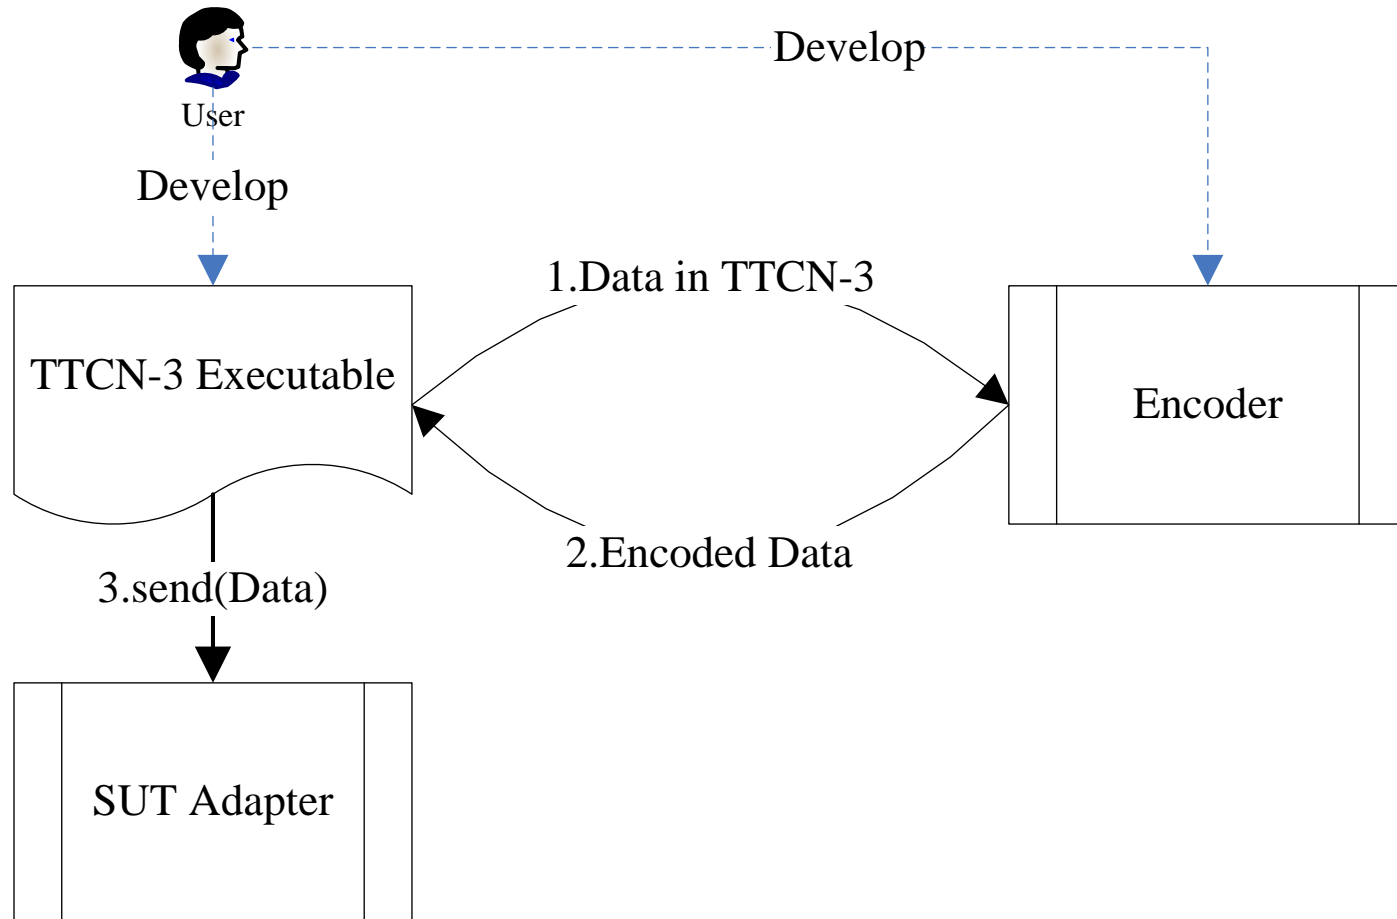 Develop
User
Develop
1.Data in TTCN-3
TTCN-3 Executable
Encoder
2.Encoded Data
3.send(Data)
SUT Adapter